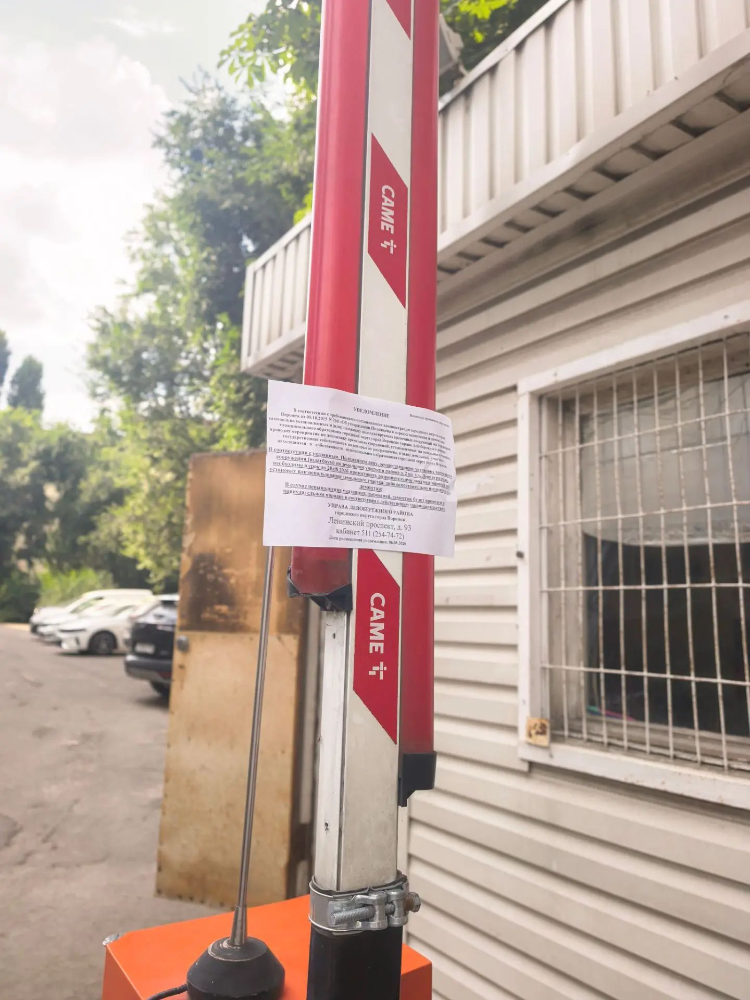 CAME
УВЕДОМЛЕНИЕ
В соответствии с требованиями постановления администрации городского округа город
Воронеж от 05.10.2015 N 760 «Об утверждении Положения о порядке выявления и демонтажа
самовольно установленных и (или) незаконно эксплуатируемых временных сооружений на территории
муниципального образования городской округ город Воронеж» управа Левобережного района
проводит мероприятия по демонтажу временных сооружений, установленных на земельных участках,
государственная собственность на которые не разграничена, и (или) земельных участках,
находящихся в собственности муниципального образования городской округ город Воронеж.
В соответствии с указанным Положением лицу, осуществившему установку временного
сооружения (шлагбаум) на земельном участке в районе д. 2 по ул. Ленинградская,
необходимо в срок до 20.08.2026 предоставить разрешительную документацию на
установку или использование земельного участка, либо самостоятельно произвести его
демонтаж
В случае невыполнения указанных требований, демонтаж будет проведен в
принудительном порядке в соответствии с действующим законодательством
УПРАВА ЛЕВОБЕРЕЖНОГО РАЙОНА
городского округа город Воронеж
Ленинский проспект, д. 93
кабинет 511 (254-74-72)
Дата размещения уведомления: 06.08.2026
CAME